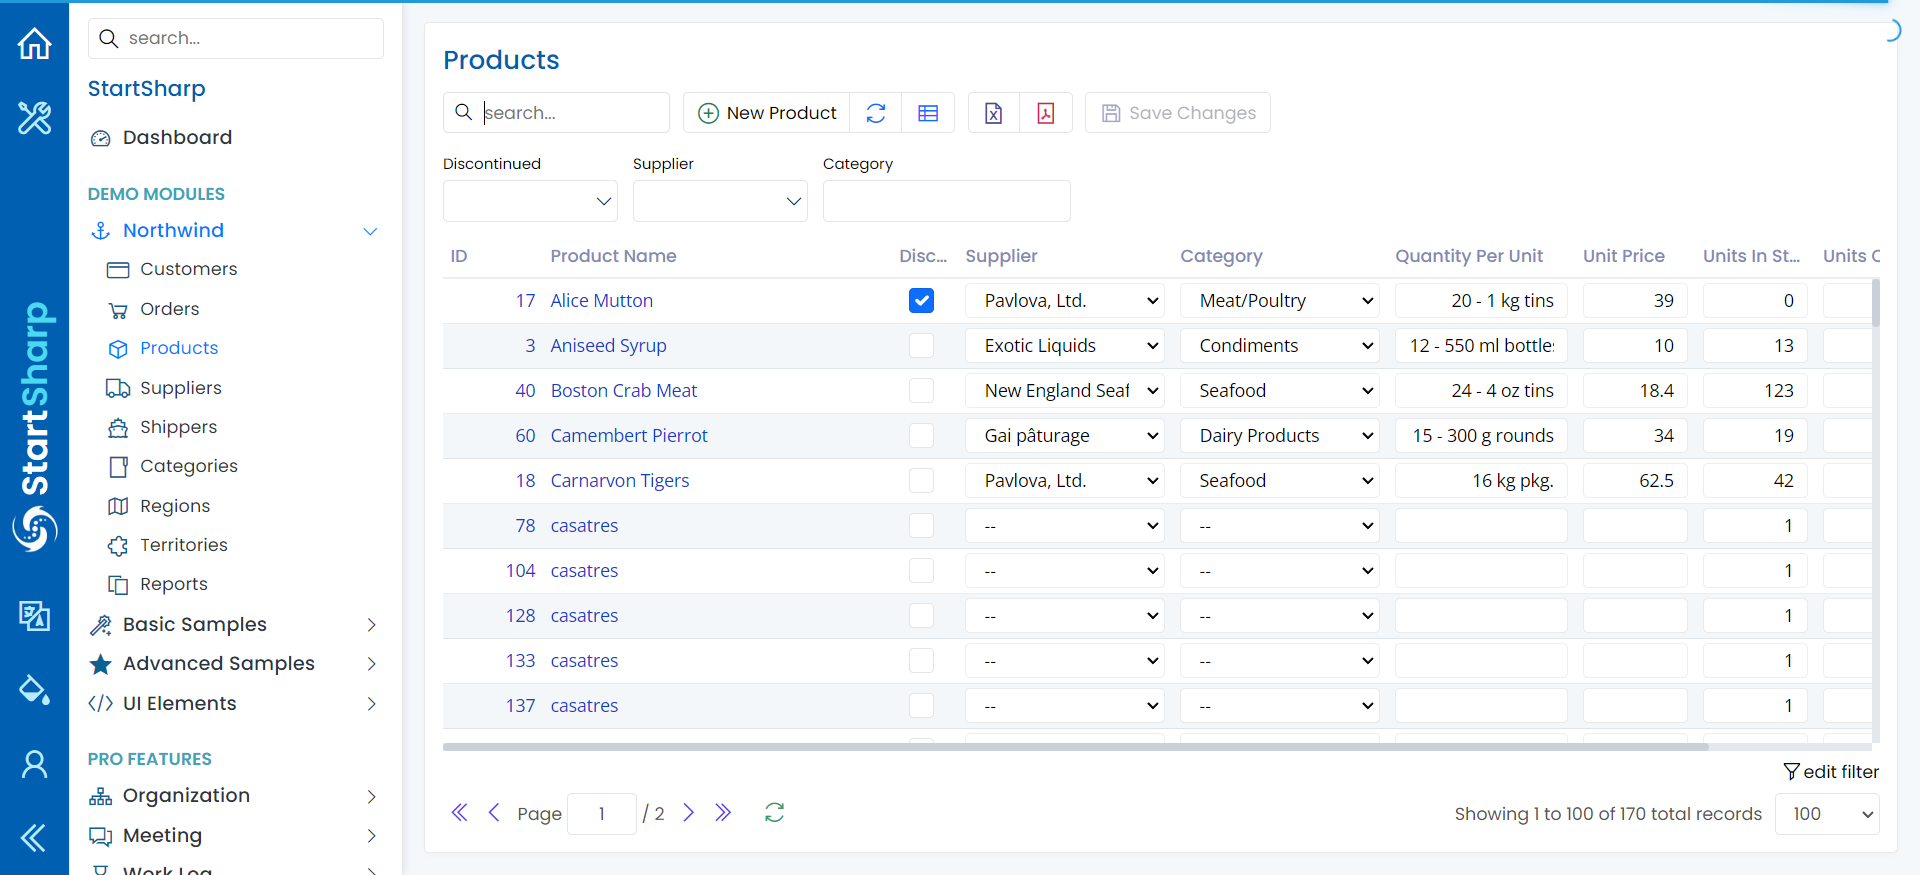 search...
StartSharp
Dashboard
DEMO MODULES
Northwind
Customers
Orders
Products
Suppliers
Shippers
Categories
Regions
Territories
Reports
Basic Samples
Advanced Samples
UI Elements
PRO FEATURES
Organization
Meeting
Work Log
StartSharp
Products
search... New Product Save Changes
Discontinued Supplier Category
ID Product Name Disc... Supplier Category Quantity Per Unit Unit Price Units In St... Units O
17 Alice Mutton Pavlova, Ltd. Meat/Poultry 20 - 1 kg tins 39 0
3 Aniseed Syrup Exotic Liquids Condiments 12 - 550 ml bottles 10 13
40 Boston Crab Meat New England Seaf Seafood 24 - 4 oz tins 18.4 123
60 Camembert Pierrot Gai pâturage Dairy Products 15 - 300 g rounds 34 19
18 Carnarvon Tigers Pavlova, Ltd. Seafood 16 kg pkg. 62.5 42
78 casatres -- -- 1
104 casatres -- -- 1
128 casatres -- -- 1
133 casatres -- -- 1
137 casatres -- -- 1
edit filter
Page 1 / 2 Showing 1 to 100 of 170 total records 100